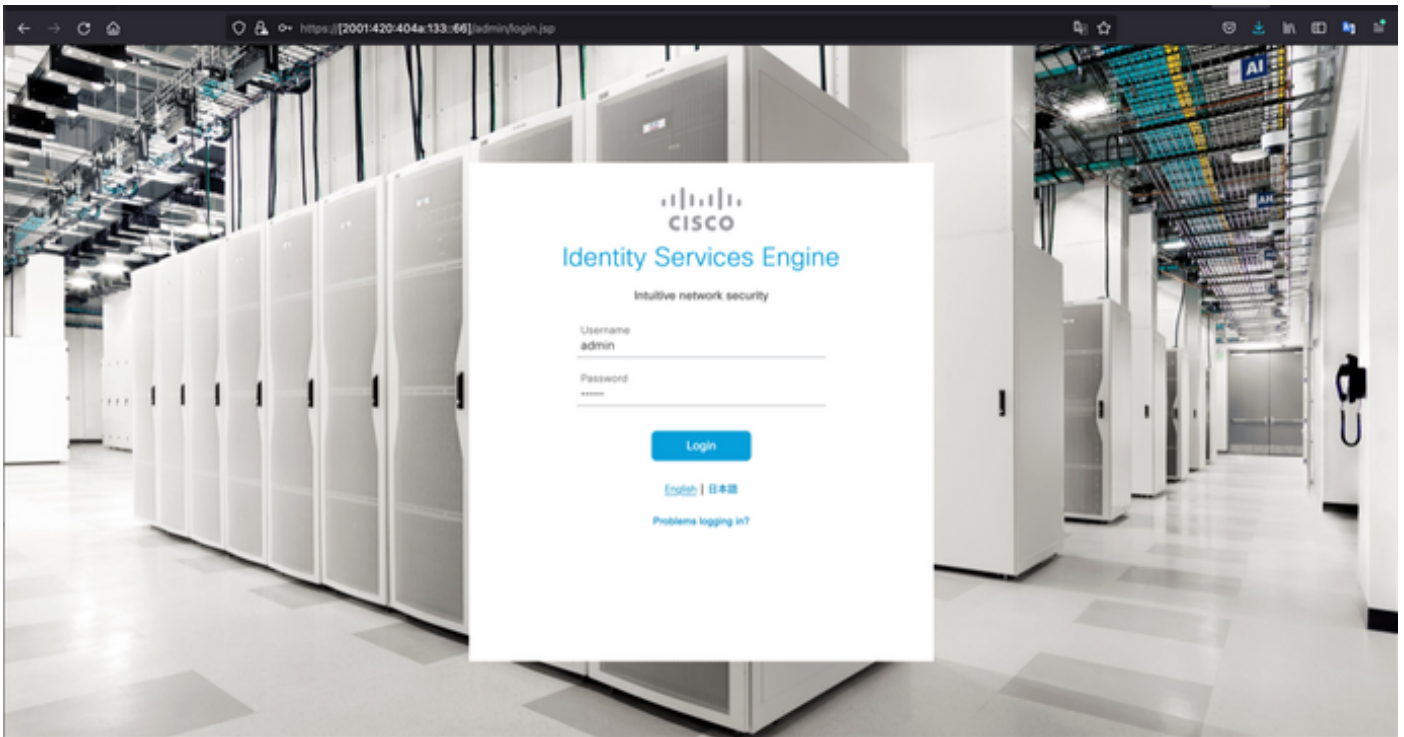 https://[2001:420:404a:133::66]/admin/login.jsp
AI
CISCO
Identity Services Engine
Intuitive network security
Username
admin
Password
Login
English | 日本語
Problems logging in?